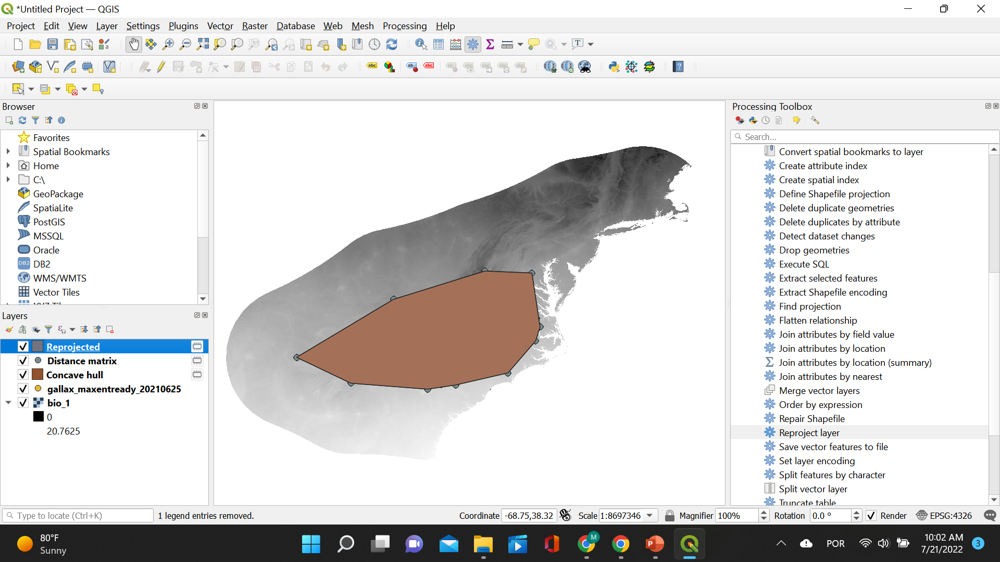 *Untitled Project — QGIS
Project Edit View Layer Settings Plugins Vector Raster Database Web Mesh Processing Help
Browser
Favorites
Spatial Bookmarks
Home
C:\
GeoPackage
SpatiaLite
PostGIS
MSSQL
Oracle
DB2
WMS/WMTS
Vector Tiles
Layers
Reprojected
Distance matrix
Concave hull
gallax_maxentready_20210625
bio_1
0
20.7625
Processing Toolbox
Search...
Convert spatial bookmarks to layer
Create attribute index
Create spatial index
Define Shapefile projection
Delete duplicate geometries
Delete duplicates by attribute
Detect dataset changes
Drop geometries
Execute SQL
Extract selected features
Extract Shapefile encoding
Find projection
Flatten relationship
Join attributes by field value
Join attributes by location
Join attributes by location (summary)
Join attributes by nearest
Merge vector layers
Order by expression
Repair Shapefile
Reproject layer
Save vector features to file
Set layer encoding
Split features by character
Split vector layer
Truncate table
Type to locate (Ctrl+K) 1 legend entries removed. Coordinate -68.75,38.32 Scale 1:8697346 Magnifier 100% Rotation 0.0 ° Render EPSG:4326
80°F
Sunny
POR
10:02 AM
7/21/2022
3